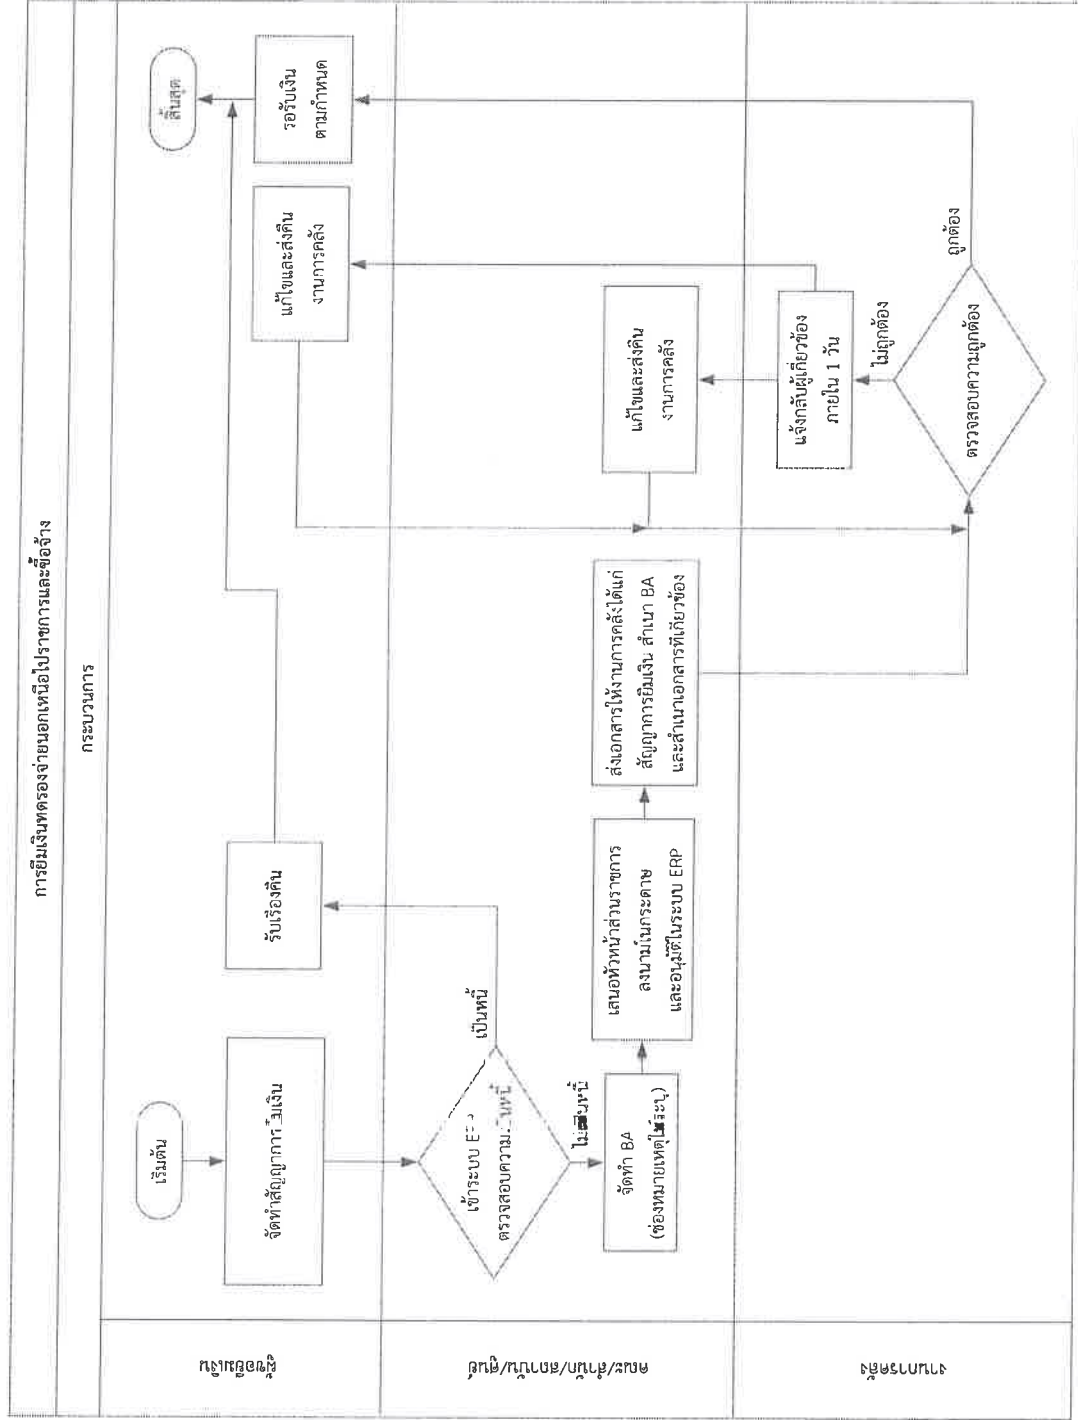 การยืมเงินทดรองจ่ายนอกเหนือไปราชการและซื้อจ้าง
กระบวนการ
ผู้ขอยืมเงิน
เริ่มต้น
จัดทำสัญญาการยืมเงิน
รับเรื่องคืน
แก้ไขและส่งคืน
งานการคลัง
รอรับเงิน
ตามกำหนด
สิ้นสุด
คณะ/สำนัก/สถาบัน/ศูนย์
เข้าระบบ
ตรวจสอบความเป็นหนี้
เป็นหนี้
ไม่เป็นหนี้
จัดทำ BA
(ช่องหมายเหตุให้ระบุ)
เสนอหัวหน้าส่วนราชการ
ลงนามในกระดาษ
และอนุมัติในระบบ ERP
ส่งเอกสารให้งานการคลังได้แก่
สัญญาการยืมเงิน สำเนา BA
และสำเนาเอกสารที่เกี่ยวข้อง
แก้ไขและส่งคืน
งานการคลัง
งานการคลัง
ตรวจสอบความถูกต้อง
ไม่ถูกต้อง
แจ้งกลับผู้เกี่ยวข้อง
ภายใน 1 วัน
ถูกต้อง